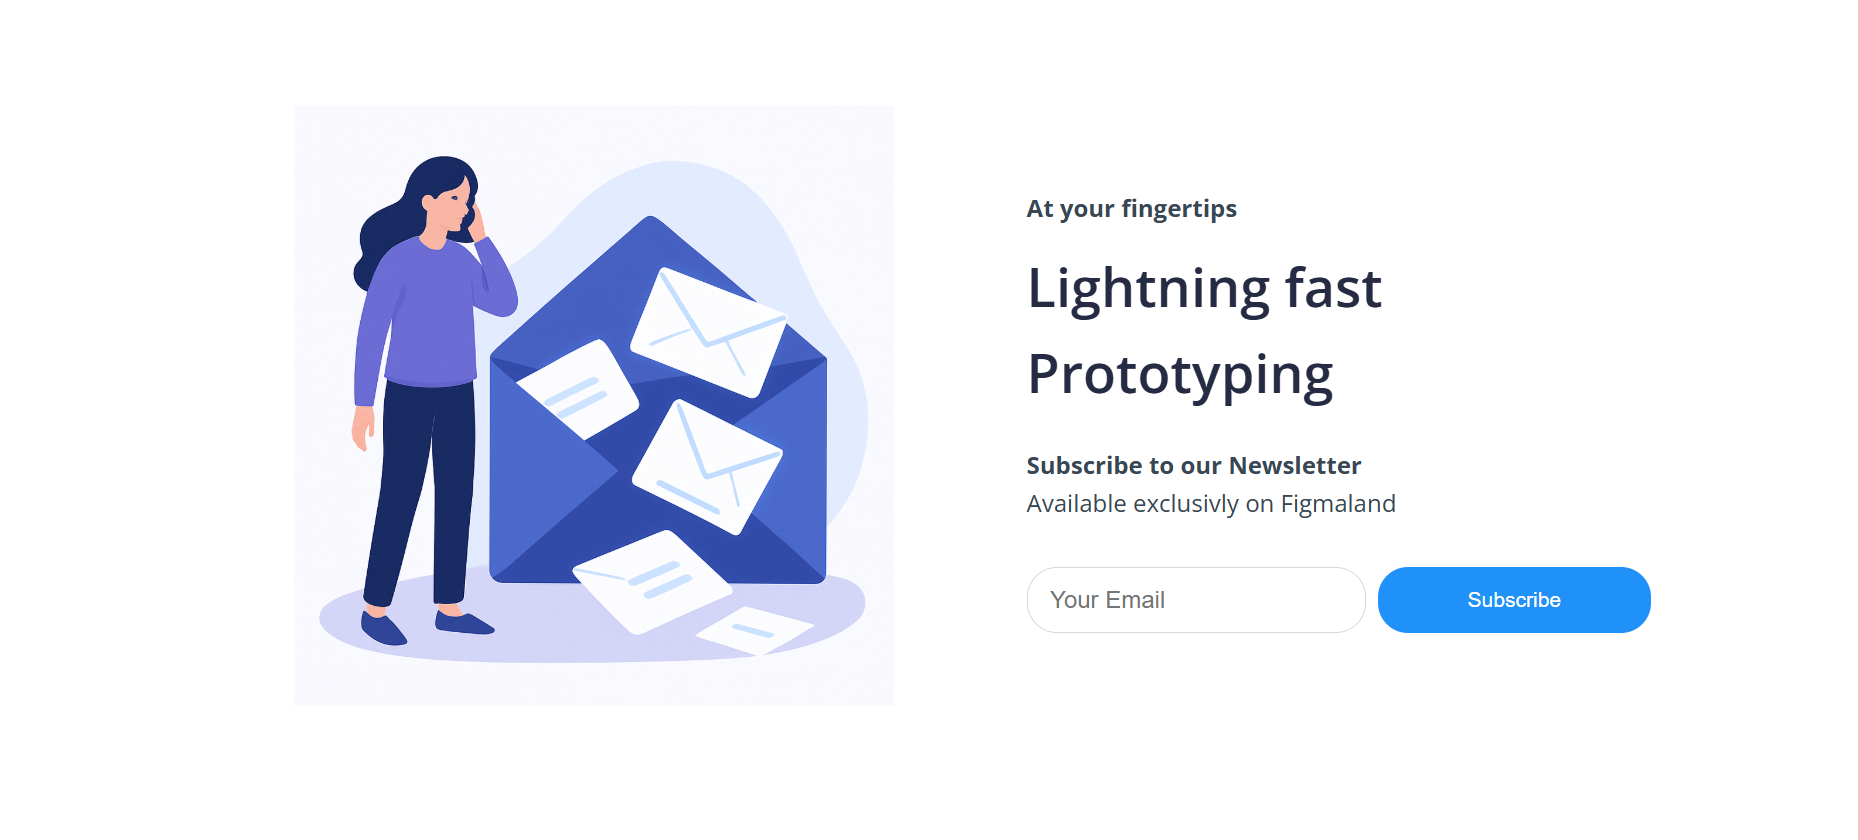 At your fingertips
Lightning fast
Prototyping
Subscribe to our Newsletter
Available exclusivly on Figmaland
Your Email
Subscribe